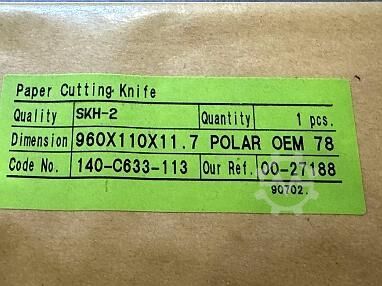 Paper Cutting Knife
Quality SKH-2 Quantity 1 pcs.
Dimension 960X110X11.7 POLAR OEM 78
Code No. 140-C633-113 Our Ref. 00-27188
90702.